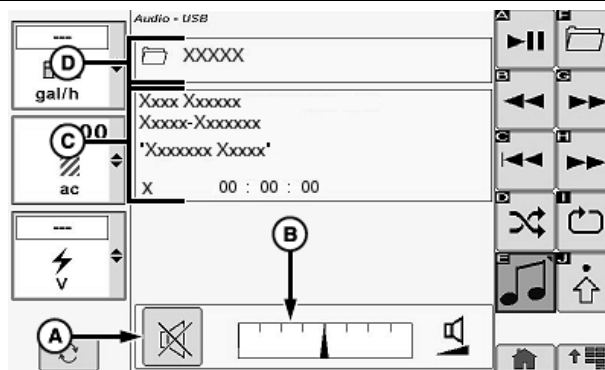 Audio - USB
---
gal/h
D
XXXXX
00
ac
C
Xxxx Xxxxxx
Xxxxx-Xxxxxxx
'Xxxxxxx Xxxxx'
x 00 : 00 : 00
---
V
B
A
A
F
B
G
C
H
D
I
E
J